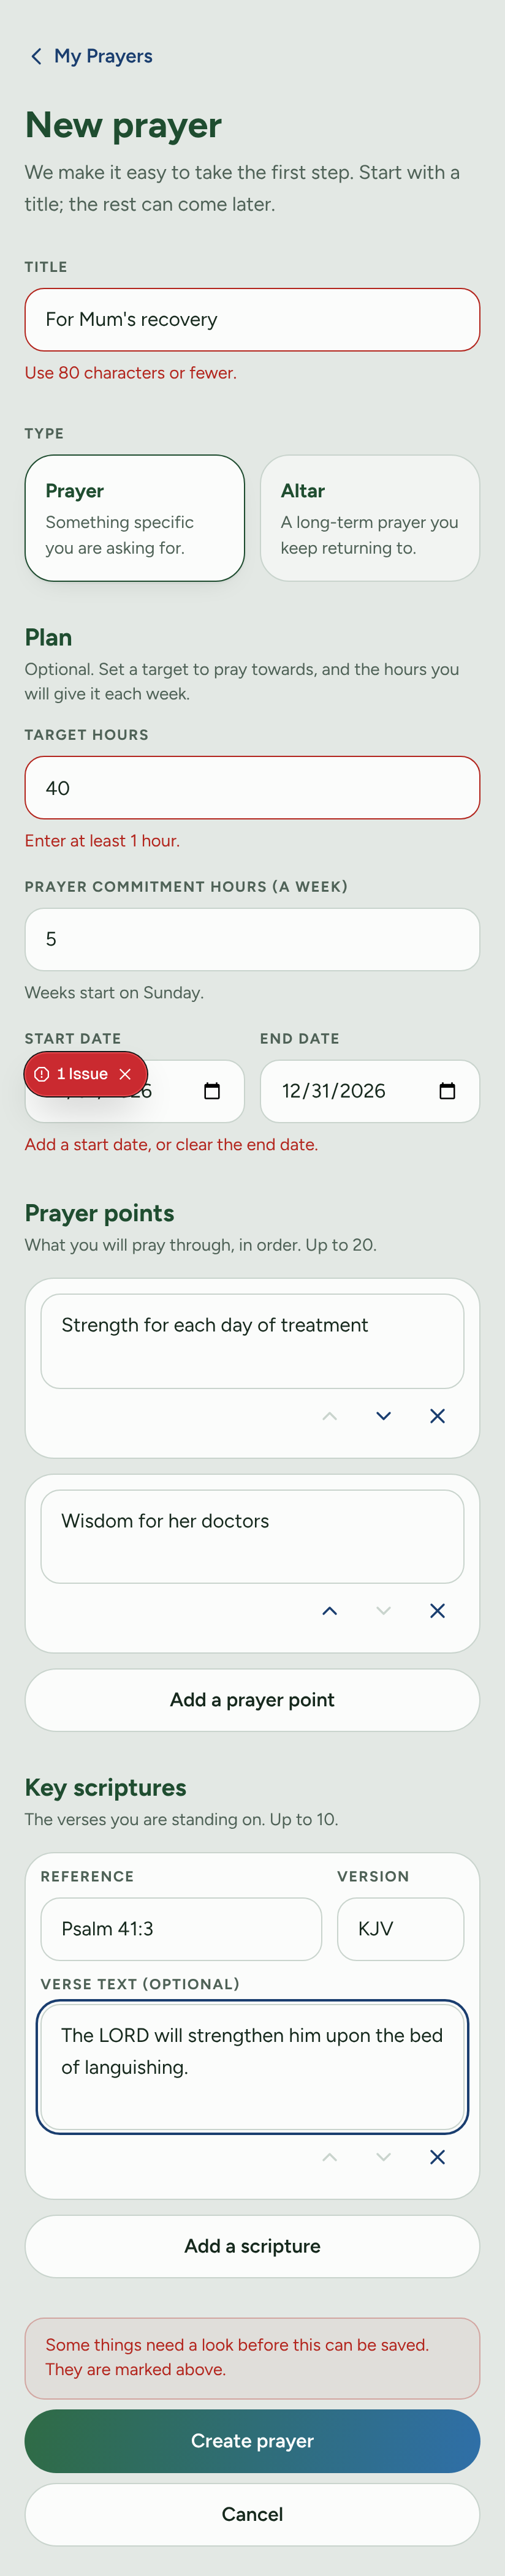 My Prayers
New prayer
We make it easy to take the first step. Start with a
title; the rest can come later.
TITLE
For Mum's recovery
Use 80 characters or fewer.
TYPE
Prayer
Something specific
you are asking for.
Altar
A long-term prayer you
keep returning to.
Plan
Optional. Set a target to pray towards, and the hours you
will give it each week.
TARGET HOURS
40
Enter at least 1 hour.
PRAYER COMMITMENT HOURS (A WEEK)
5
Weeks start on Sunday.
START DATE
END DATE
1 Issue
12/31/2026
Add a start date, or clear the end date.
Prayer points
What you will pray through, in order. Up to 20.
Strength for each day of treatment
Wisdom for her doctors
Add a prayer point
Key scriptures
The verses you are standing on. Up to 10.
REFERENCE
VERSION
Psalm 41:3
KJV
VERSE TEXT (OPTIONAL)
The LORD will strengthen him upon the bed
of languishing.
Add a scripture
Some things need a look before this can be saved.
They are marked above.
Create prayer
Cancel